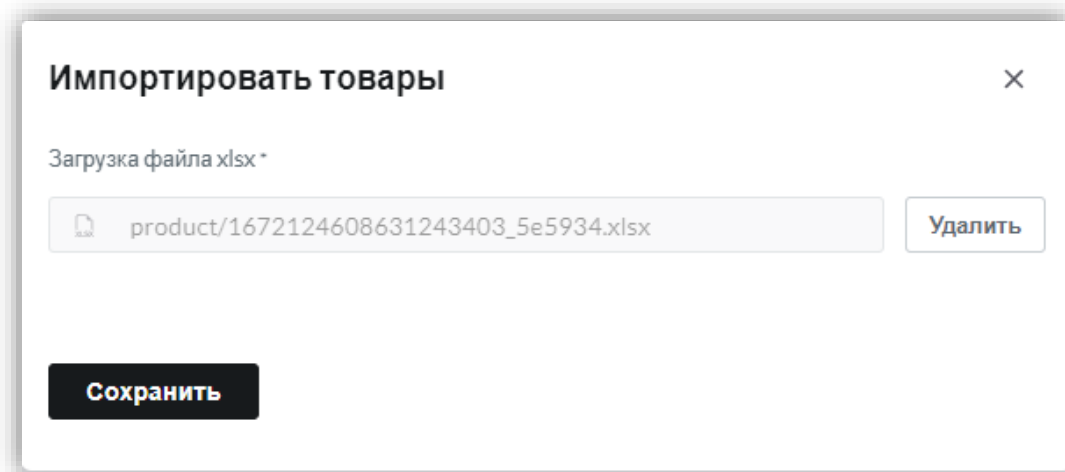 Импортировать товары
Загрузка файла xlsx *
product/1672124608631243403_5e5934.xlsx
Удалить
Сохранить